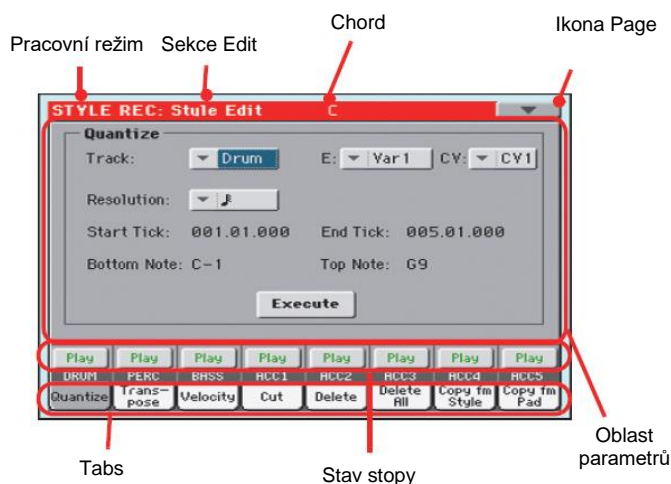 Chord
Ikona Page
Pracovní režim
Sekce Edit
STYLE REC: Style Edit C
Quantize
Track: Drum E: Var1 CV: CV1
Resolution:
Start Tick: 001.01.000 End Tick: 005.01.000
Bottom Note: C-1 Top Note: G9
Execute
Play Play Play Play Play Play Play Play
DRUM PERC BASS ACC1 ACC2 ACC3 ACC4 ACC5
Quantize Trans-pose Velocity Cut Delete Delete All Copy fm Style Copy fm Pad
Oblast parametrů
Tabs
Stav stopy